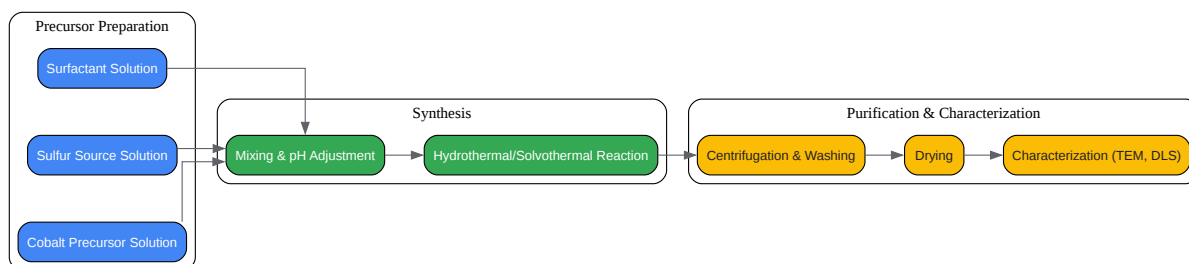 Precursor Preparation
Surfactant Solution
Sulfur Source Solution
Cobalt Precursor Solution
Synthesis
Mixing & pH Adjustment
Hydrothermal/Solvothermal Reaction
Purification & Characterization
Centrifugation & Washing
Drying
Characterization (TEM, DLS)